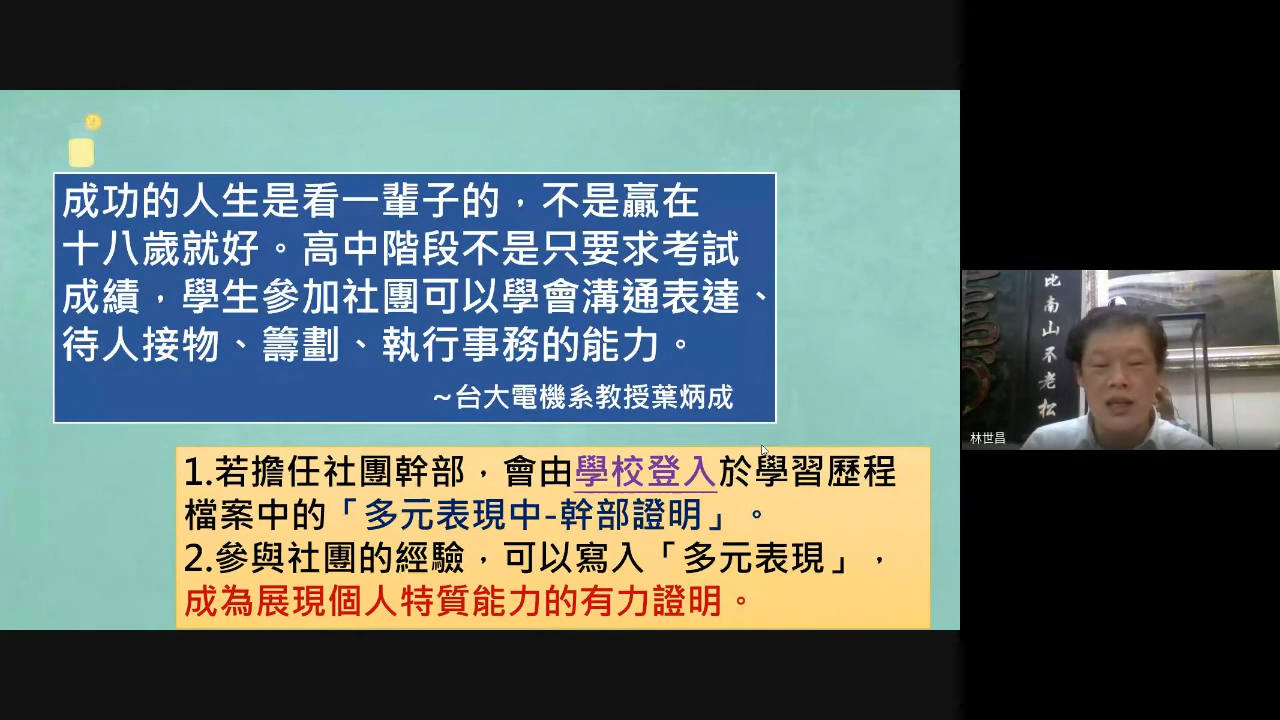 成功的人生是看一輩子的，不是贏在
十八歲就好。高中階段不是只要求考試
成績，學生參加社團可以學會溝通表達、
待人接物、籌劃、執行事務的能力。
~台大電機系教授葉炳成
1.若擔任社團幹部，會由學校登入於學習歷程
檔案中的「多元表現中-幹部證明」。
2.參與社團的經驗，可以寫入「多元表現」，
成為展現個人特質能力的有力證明。
比南山不老松
林世昌